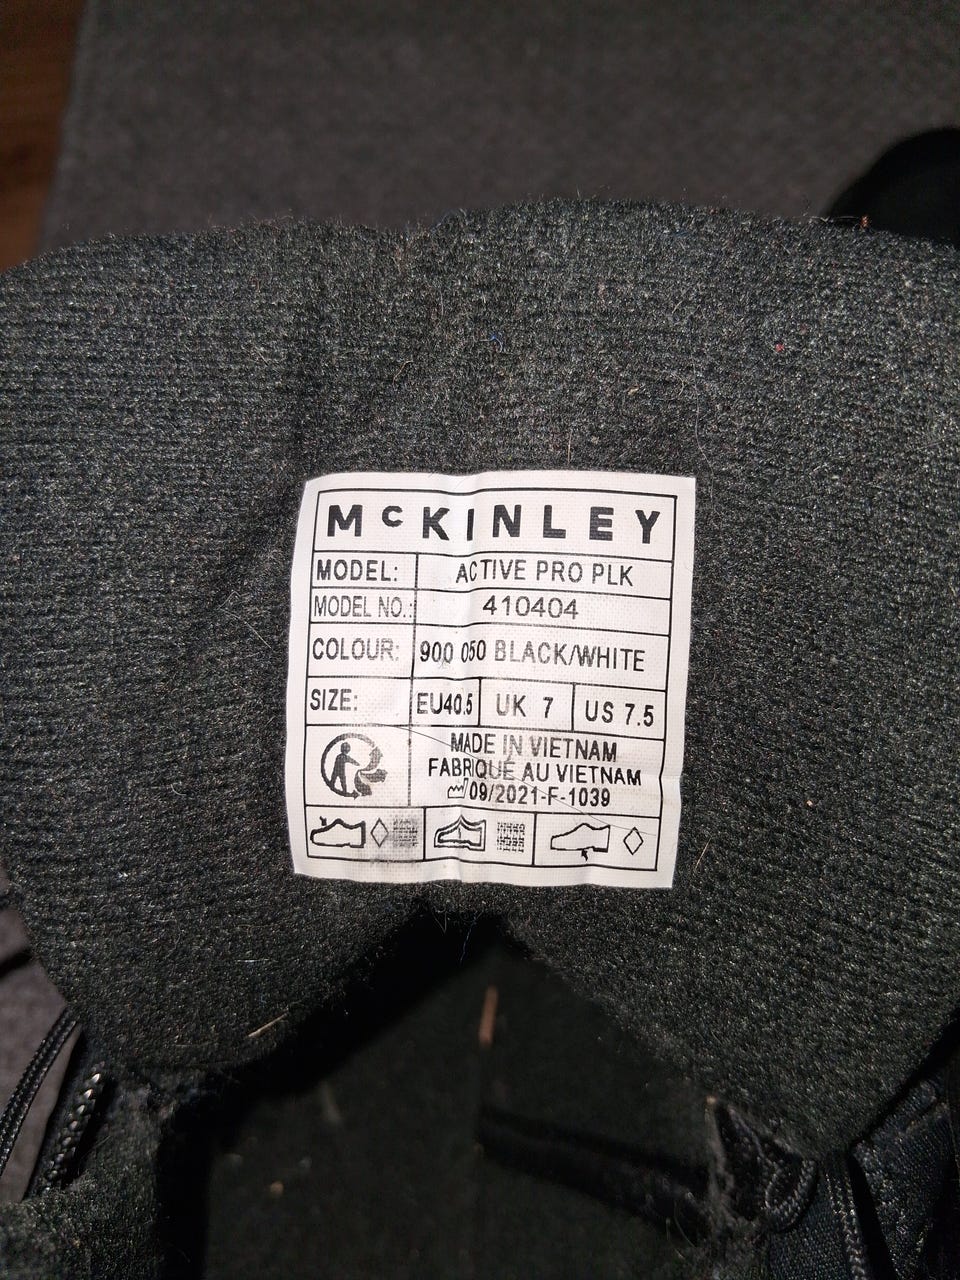 McKINLEY
MODEL: ACTIVE PRO PLK
MODEL NO.: 410404
COLOUR: 900 050 BLACK/WHITE
SIZE: EU40.5 UK 7 US 7.5
MADE IN VIETNAM
FABRIQUÉ AU VIETNAM
09/2021-F-1039